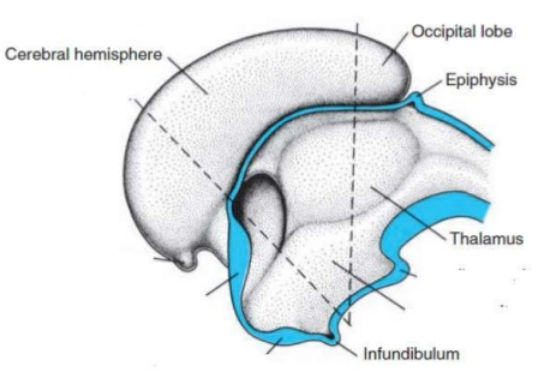 Occipital lobe
Cerebral hemisphere
Epiphysis
Thalamus
Infundibulum